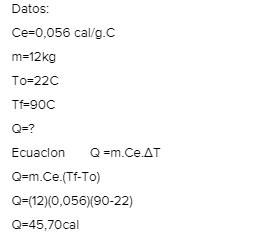 Datos:
Ce=0,056 cal/g.C
m=12kg
To=22C
Tf=90C
Q=?
Ecuacion Q =m.Ce.ΔT
Q=m.Ce.(Tf-To)
Q=(12)(0,056)(90-22)
Q=45,70cal